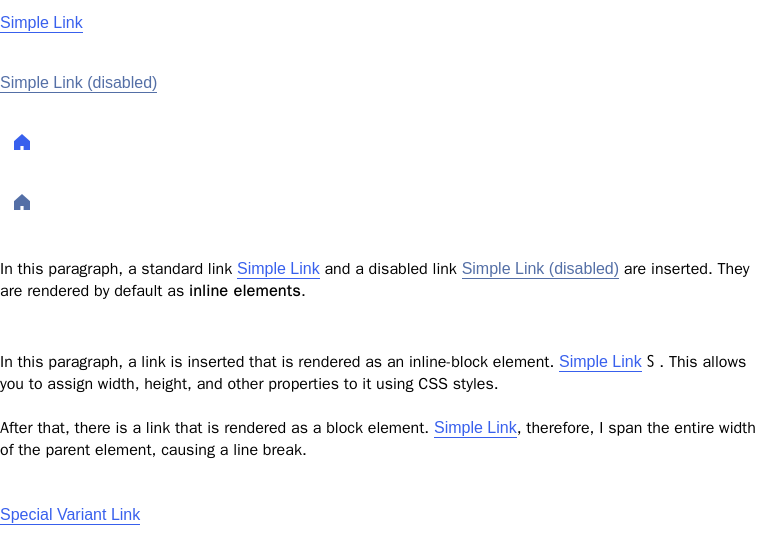 Simple Link
Simple Link (disabled)
In this paragraph, a standard link Simple Link and a disabled link Simple Link (disabled) are inserted. They
are rendered by default as inline elements.
In this paragraph, a link is inserted that is rendered as an inline-block element. Simple Link S . This allows
you to assign width, height, and other properties to it using CSS styles.
After that, there is a link that is rendered as a block element. Simple Link, therefore, I span the entire width
of the parent element, causing a line break.
Special Variant Link